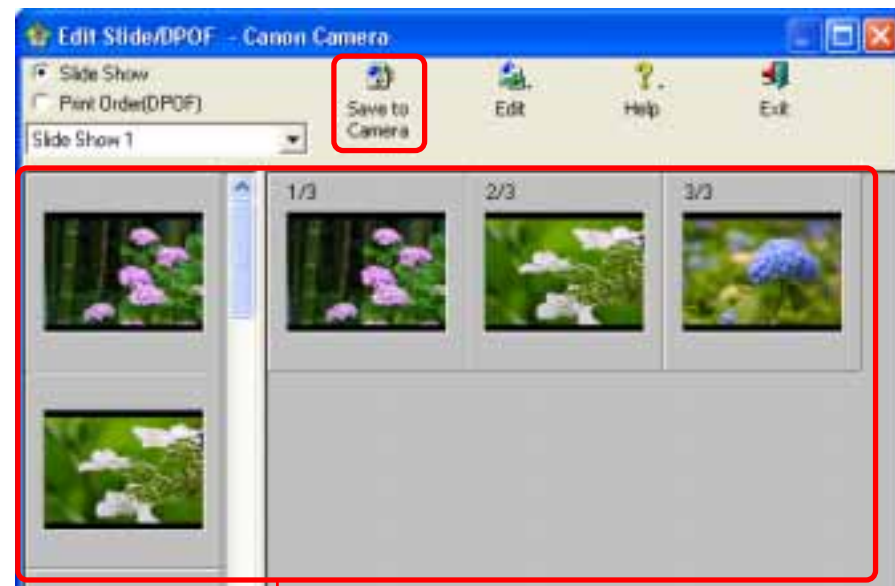 Edit Slide/DPOF - Canon Camera
Slide Show
Print Order(DPOF)
Slide Show 1
Save to
Camera
Edit
Help
Exit
1/3
2/3
3/3